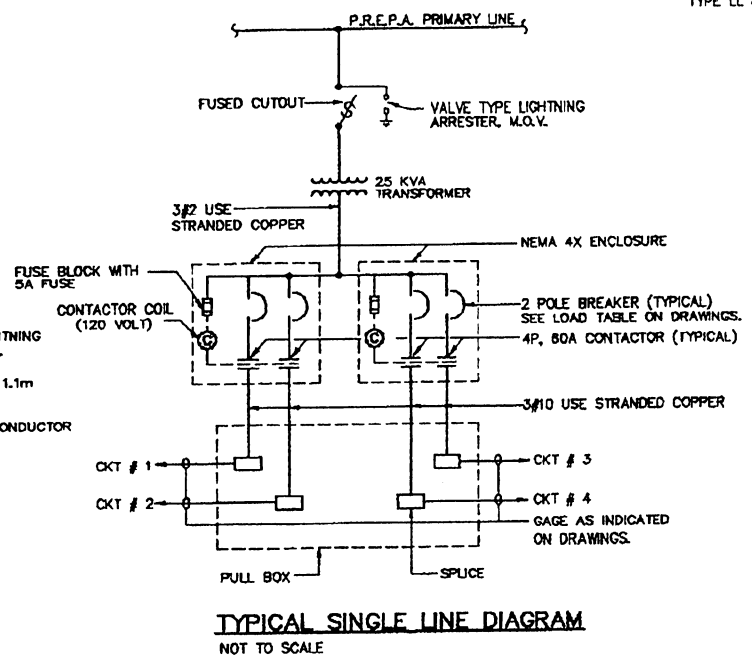 TYPE LL
P.R.E.P.A. PRIMARY LINE
FUSED CUTOUT
VALVE TYPE LIGHTNING
ARRESTER, M.O.V.
25 KVA
TRANSFORMER
3#2 USE
STRANDED COPPER
NEMA 4X ENCLOSURE
FUSE BLOCK WITH
5A FUSE
CONTACTOR COIL
(120 VOLT)
C
C
2 POLE BREAKER (TYPICAL)
SEE LOAD TABLE ON DRAWINGS.
4P, 60A CONTACTOR (TYPICAL)
HTNING
1.1m
ONDUCTOR
3#10 USE STRANDED COPPER
CKT # 1
CKT # 2
CKT # 3
CKT # 4
GAGE AS INDICATED
ON DRAWINGS.
PULL BOX
SPLICE
TYPICAL SINGLE LINE DIAGRAM
NOT TO SCALE